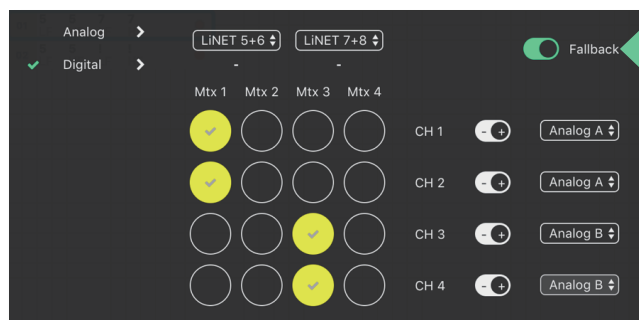 Analog
LiNET 5+6 LiNET 7+8
Fallback
Digital
- -
Mtx 1 Mtx 2 Mtx 3 Mtx 4
CH 1 - + Analog A
CH 2 - + Analog A
CH 3 - + Analog B
CH 4 - + Analog B